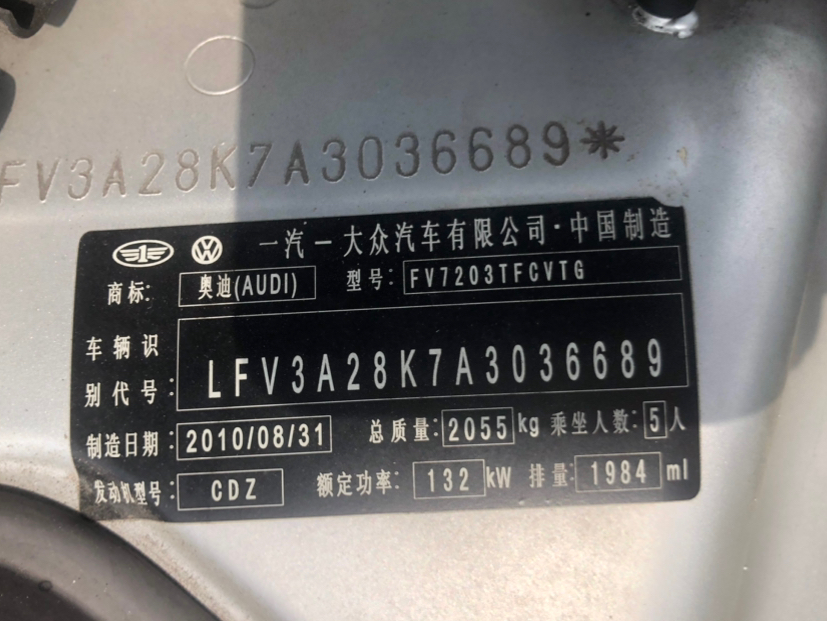 FV3A28K7A3036689*
一汽－大众汽车有限公司·中国制造
商标: 奥迪(AUDI) 型号: FV7203TFCVTG
车辆识
别代号: LFV3A28K7A3036689
制造日期: 2010/08/31 总质量: 2055 kg 乘坐人数: 5 人
发动机型号: CDZ 额定功率: 132 kW 排量: 1984 ml